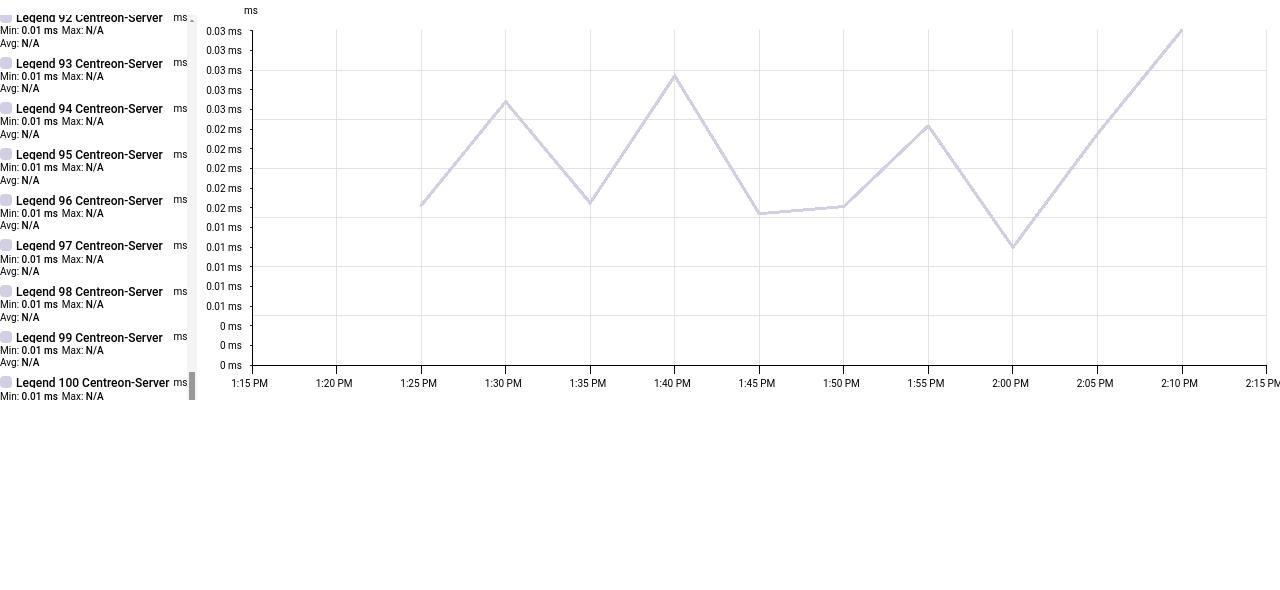 ms
Legend 92 Centreon-Server ms
Min: 0.01 ms Max: N/A
Avg: N/A
Legend 93 Centreon-Server ms
Min: 0.01 ms Max: N/A
Avg: N/A
Legend 94 Centreon-Server ms
Min: 0.01 ms Max: N/A
Avg: N/A
Legend 95 Centreon-Server ms
Min: 0.01 ms Max: N/A
Avg: N/A
Legend 96 Centreon-Server ms
Min: 0.01 ms Max: N/A
Avg: N/A
Legend 97 Centreon-Server ms
Min: 0.01 ms Max: N/A
Avg: N/A
Legend 98 Centreon-Server ms
Min: 0.01 ms Max: N/A
Avg: N/A
Legend 99 Centreon-Server ms
Min: 0.01 ms Max: N/A
Avg: N/A
Legend 100 Centreon-Server ms
Min: 0.01 ms Max: N/A
0.03 ms
0.03 ms
0.03 ms
0.03 ms
0.03 ms
0.02 ms
0.02 ms
0.02 ms
0.02 ms
0.02 ms
0.01 ms
0.01 ms
0.01 ms
0.01 ms
0.01 ms
0 ms
0 ms
0 ms
1:15 PM 1:20 PM 1:25 PM 1:30 PM 1:35 PM 1:40 PM 1:45 PM 1:50 PM 1:55 PM 2:00 PM 2:05 PM 2:10 PM 2:15 PM